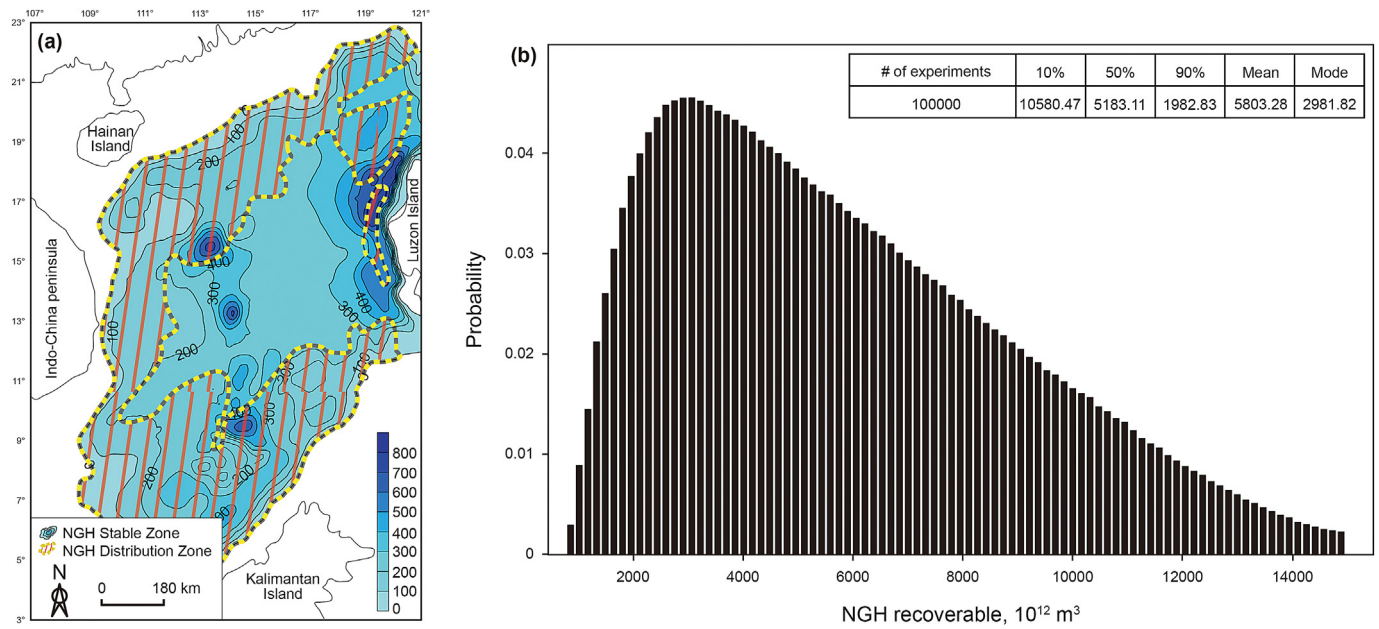 107° 109° 111° 113° 115° 117° 119° 121°
23°
(a)
21°
19°
17°
15°
13°
11°
9°
7°
5°
3°
Hainan
Island
Indo-China peninsula
Luzon Island
Kalimantan
Island
100
200
400
300
400
300
100
200
200
100
300
200
200
800
700
600
500
400
300
200
100
0
NGH Stable Zone
NGH Distribution Zone
N
0 180 km
(b)
# of experiments 10% 50% 90% Mean Mode
100000 10580.47 5183.11 1982.83 5803.28 2981.82
Probability
0.04
0.03
0.02
0.01
0
2000 4000 6000 8000 10000 12000 14000
NGH recoverable, 10¹² m³